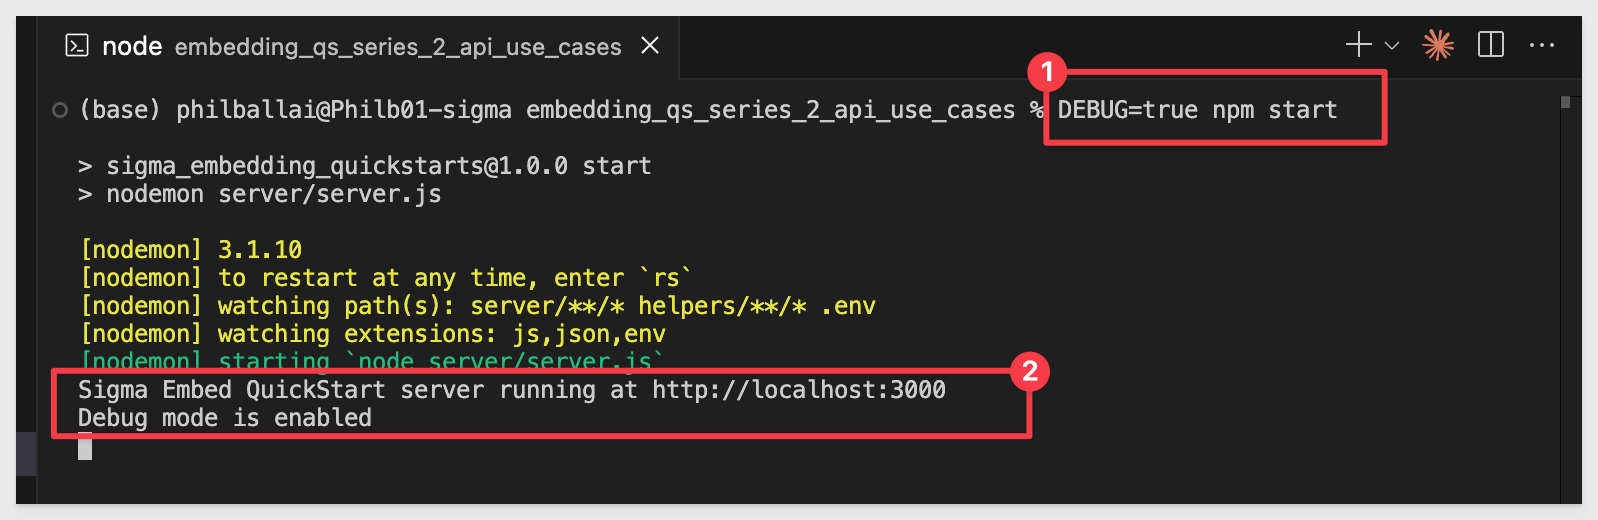 node embedding_qs_series_2_api_use_cases
1
(base) philballai@Philb01-sigma embedding_qs_series_2_api_use_cases % DEBUG=true npm start
> sigma_embedding_quickstarts@1.0.0 start
> nodemon server/server.js
[nodemon] 3.1.10
[nodemon] to restart at any time, enter `rs`
[nodemon] watching path(s): server/**/* helpers/**/* .env
[nodemon] watching extensions: js,json,env
[nodemon] starting `node server/server.js`
2
Sigma Embed QuickStart server running at http://localhost:3000
Debug mode is enabled